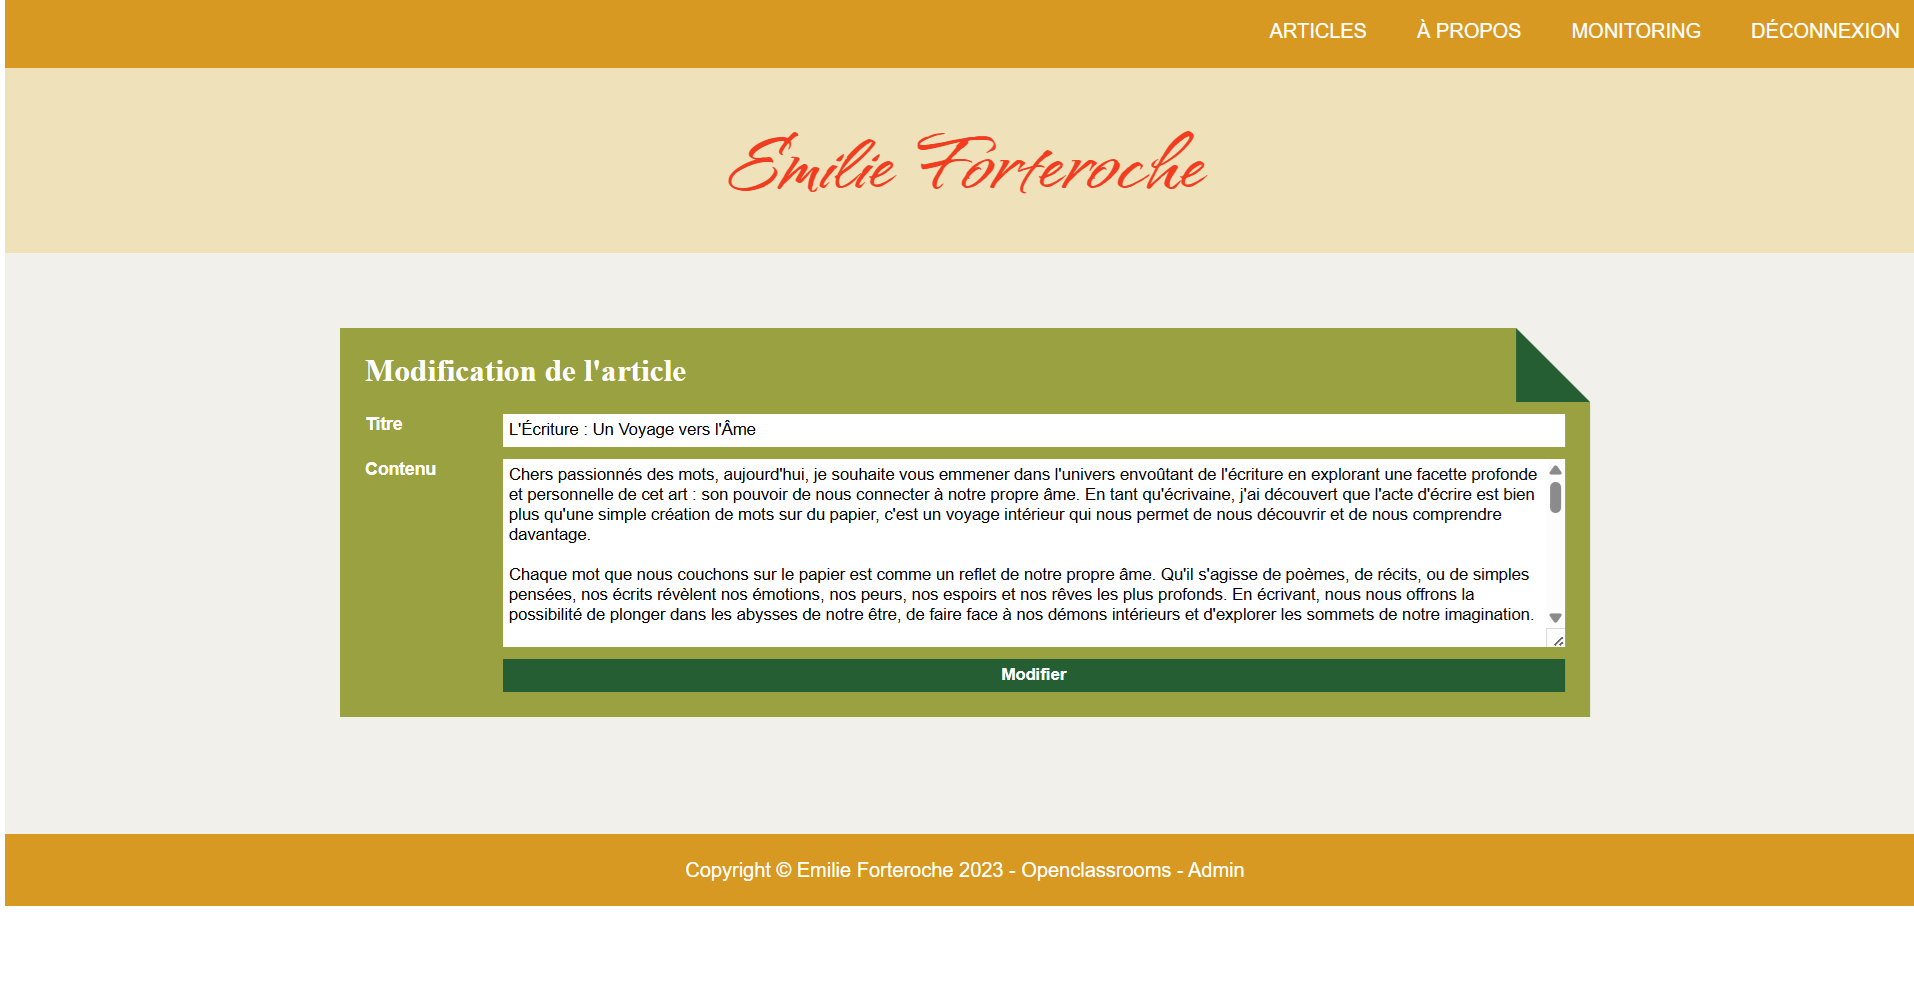 ARTICLES À PROPOS MONITORING DÉCONNEXION
Emilie Forteroche
Modification de l'article
Titre
L'Écriture : Un Voyage vers l'Âme
Contenu
Chers passionnés des mots, aujourd'hui, je souhaite vous emmener dans l'univers envoûtant de l'écriture en explorant une facette profonde
et personnelle de cet art : son pouvoir de nous connecter à notre propre âme. En tant qu'écrivaine, j'ai découvert que l'acte d'écrire est bien
plus qu'une simple création de mots sur du papier, c'est un voyage intérieur qui nous permet de nous découvrir et de nous comprendre
davantage.
Chaque mot que nous couchons sur le papier est comme un reflet de notre propre âme. Qu'il s'agisse de poèmes, de récits, ou de simples
pensées, nos écrits révèlent nos émotions, nos peurs, nos espoirs et nos rêves les plus profonds. En écrivant, nous nous offrons la
possibilité de plonger dans les abysses de notre être, de faire face à nos démons intérieurs et d'explorer les sommets de notre imagination.
Modifier
Copyright © Emilie Forteroche 2023 - Openclassrooms - Admin